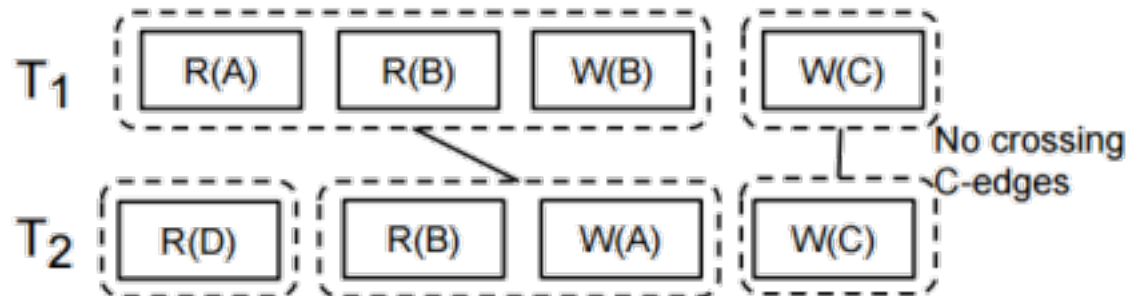 T1 R(A) R(B) W(B) W(C)
No crossing
C-edges
T2 R(D) R(B) W(A) W(C)